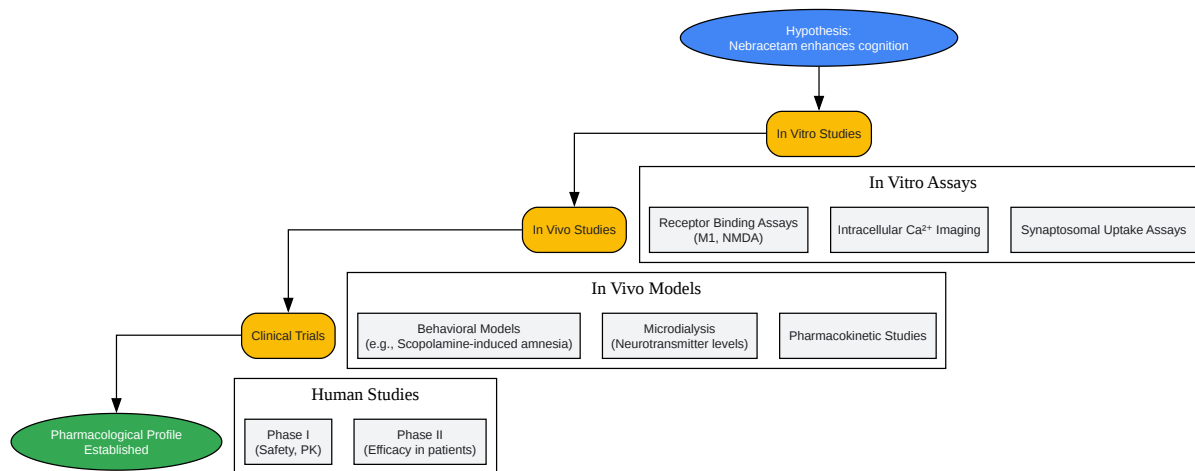 Hypothesis:
Nebracetam enhances cognition
In Vitro Studies
In Vitro Assays
Receptor Binding Assays
(M1, NMDA)
Intracellular Ca²⁺ Imaging
Synaptosomal Uptake Assays
In Vivo Studies
In Vivo Models
Behavioral Models
(e.g., Scopolamine-induced amnesia)
Microdialysis
(Neurotransmitter levels)
Pharmacokinetic Studies
Clinical Trials
Human Studies
Phase I
(Safety, PK)
Phase II
(Efficacy in patients)
Pharmacological Profile
Established